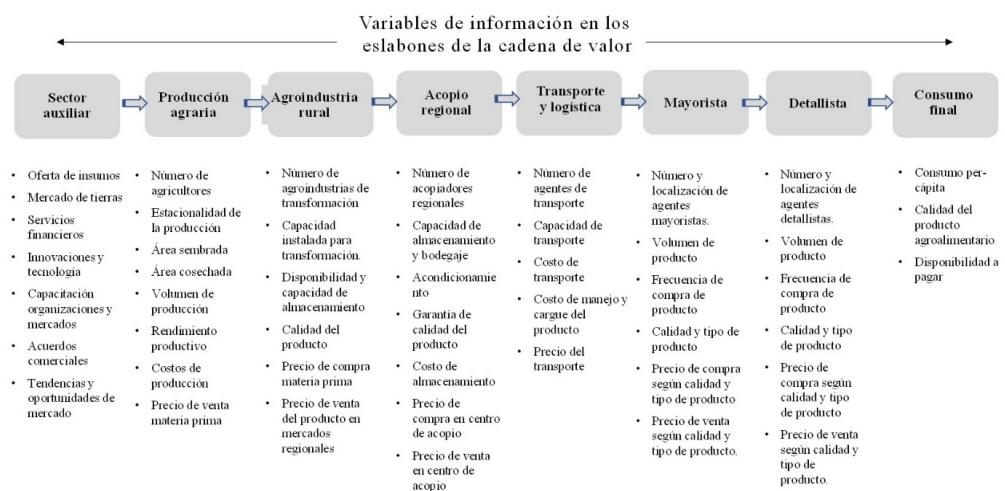 Variables de información en los
eslabones de la cadena de valor
Sector
auxiliar
Producción
agraria
Agroindustria
rural
Acopio
regional
Transporte
y logística
Mayorista
Detallista
Consumo
final
• Oferta de insumos
• Mercado de tierras
• Servicios
financieros
• Innovaciones y
tecnología
• Capacitación
organizaciones y
mercados
• Acuerdos
comerciales
• Tendencias y
oportunidades de
mercado
• Número de
agricultores
• Estacionalidad de
la producción
• Área sembrada
• Área cosechada
• Volumen de
producción
• Rendimiento
productivo
• Costos de
producción
• Precio de venta
materia prima
• Número de
agroindustrias de
transformación
• Capacidad
instalada para
transformación.
• Disponibilidad y
capacidad de
almacenamiento
• Calidad del
producto
• Precio de compra
materia prima
• Precio de venta
del producto en
mercados
regionales
• Número de
acopiadores
regionales
• Capacidad de
almacenamiento
y bodegaje
• Acondicionamie
nto
• Garantía de
calidad del
producto
• Costo de
almacenamiento
• Precio de
compra en centro
de acopio
• Precio de venta
en centro de
acopio
• Número de
agentes de
transporte
• Capacidad de
transporte
• Costo de
transporte
• Costo de manejo y
cargue del
producto
• Precio del
transporte
• Número y
localización de
agentes
mayoristas.
• Volumen de
producto
• Frecuencia de
compra de
producto
• Calidad y tipo de
producto
• Precio de compra
según calidad y
tipo de producto
• Precio de venta
según calidad y
tipo de producto.
• Número y
localización de
agentes
detallistas.
• Volumen de
producto
• Frecuencia de
compra de
producto
• Calidad y tipo
de producto
• Precio de
compra según
calidad y tipo
de producto
• Precio de venta
según calidad y
tipo de
producto.
• Consumo per-
cápita
• Calidad del
producto
agroalimentario
• Disponibilidad a
pagar